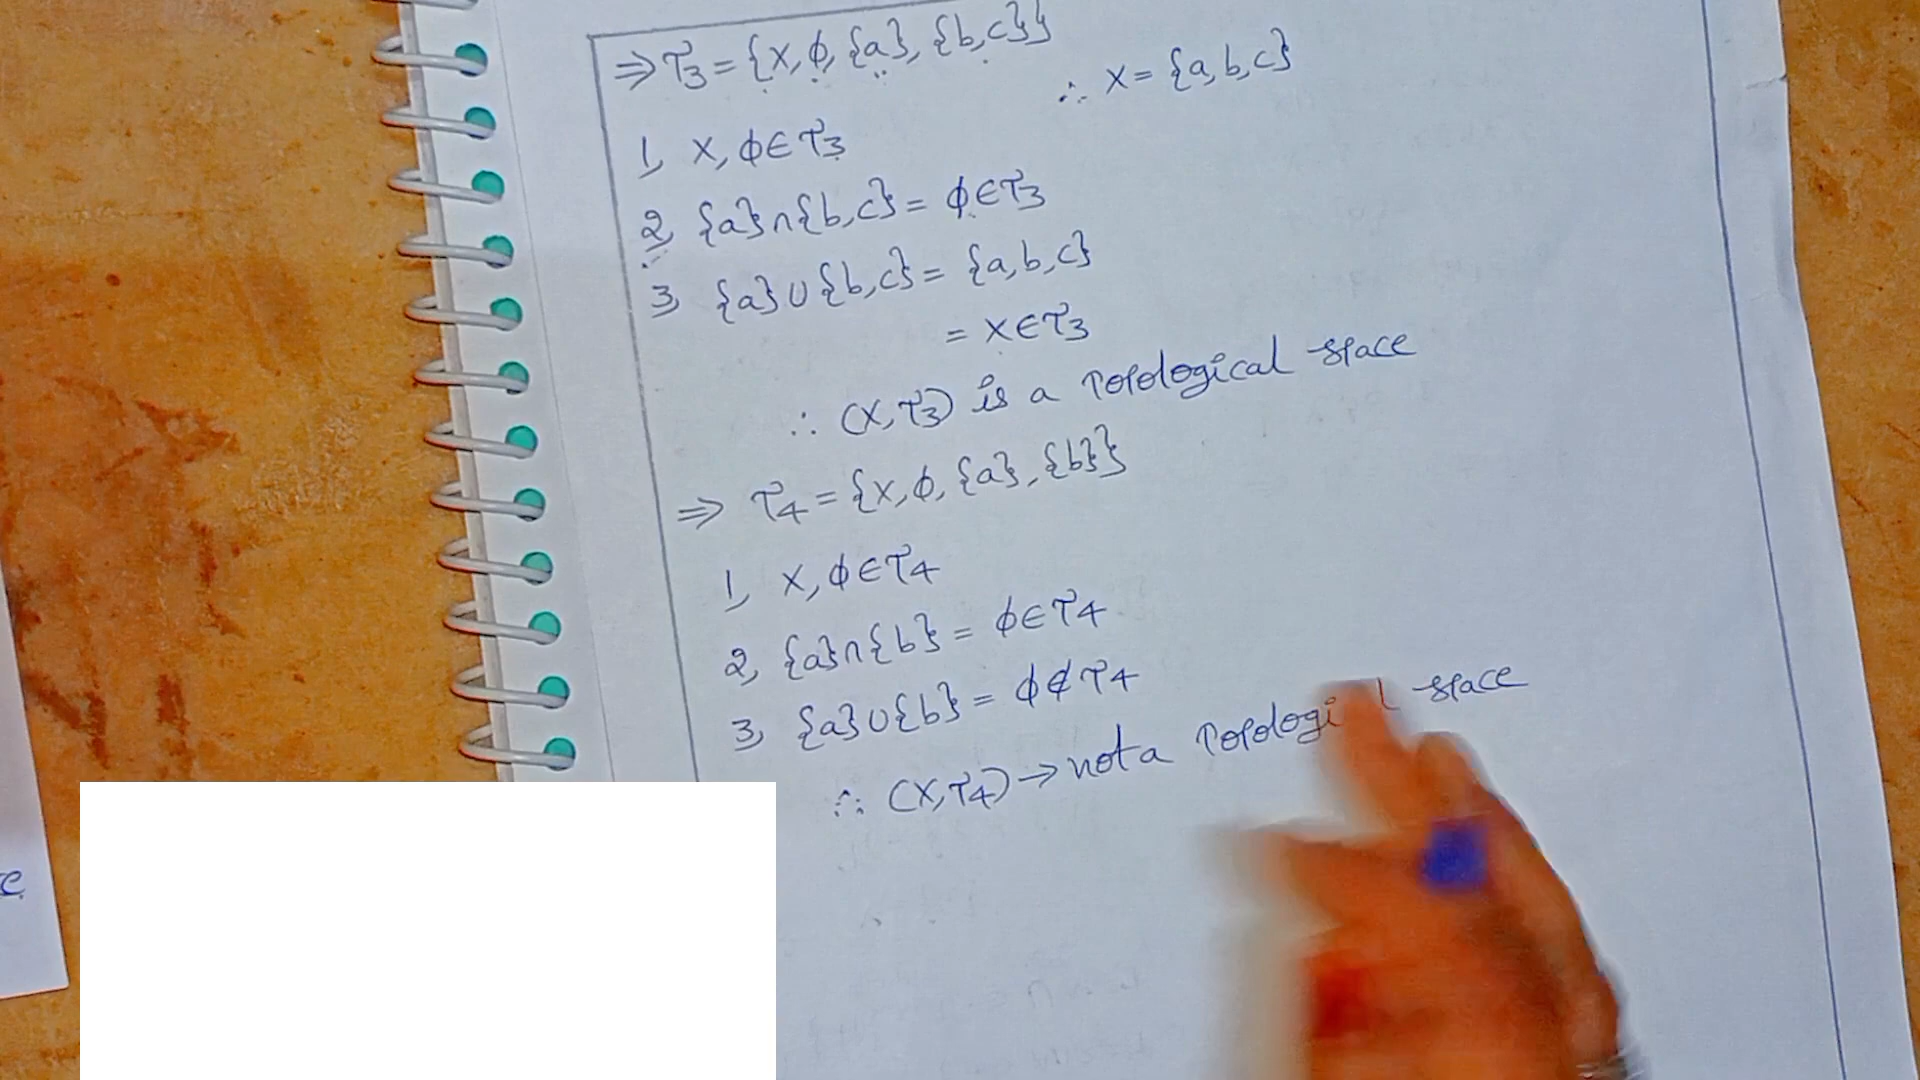 ⇒ τ3 = {X, ϕ, {a}, {b,c}}
∴ X = {a, b, c}
1, X, ϕ ∈ τ3
2, {a} ∩ {b, c} = ϕ ∈ τ3
3, {a} ∪ {b, c} = {a, b, c}
= X ∈ τ3
∴ (X, τ3) is a Topological space
⇒ τ4 = {X, ϕ, {a}, {b}}
1, X, ϕ ∈ τ4
2, {a} ∩ {b} = ϕ ∈ τ4
3, {a} ∪ {b} = ϕ ∉ τ4
∴ (X, τ4) → not a space